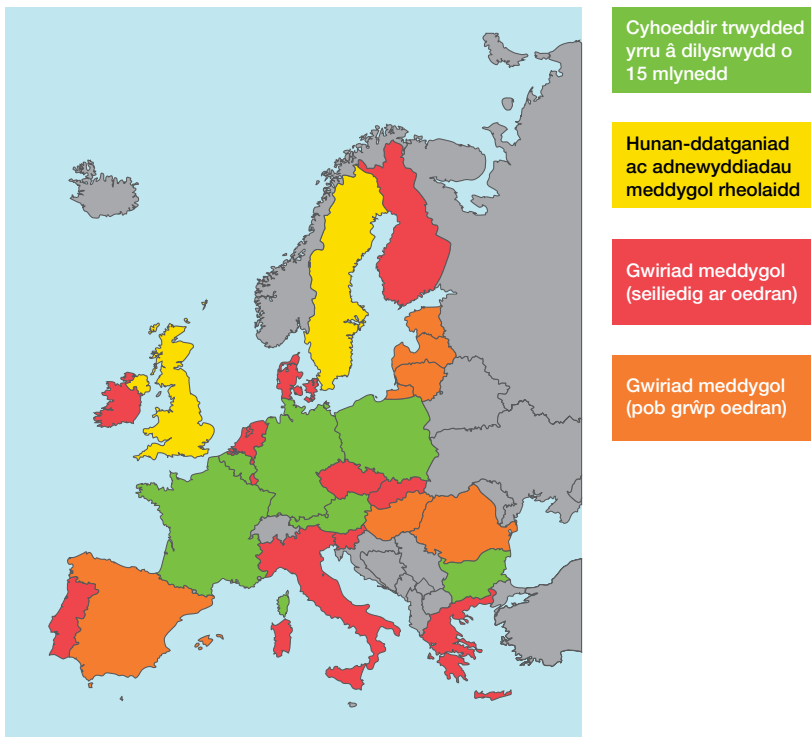 Cyhoeddir trwydded
yrru â dilysrwydd o
15 mlynedd
Hunan-ddatganiad
ac adnewyddiadau
meddygol rheolaidd
Gwiriad meddygol
(seiliedig ar oedran)
Gwiriad meddygol
(pob grŵp oedran)